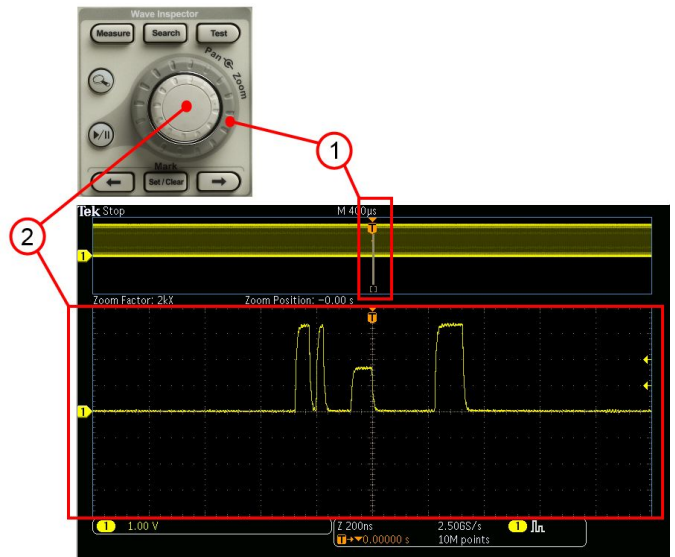 Wave Inspector
Measure Search Test
Pan Zoom
Mark
Set/Clear
1
2
Tek Stop M 400µs
T
1
Zoom Factor: 2kX Zoom Position: -0.00 s
T
1
1 1.00 V Z 200ns 2.50GS/s 1
T→▼0.00000 s 10M points